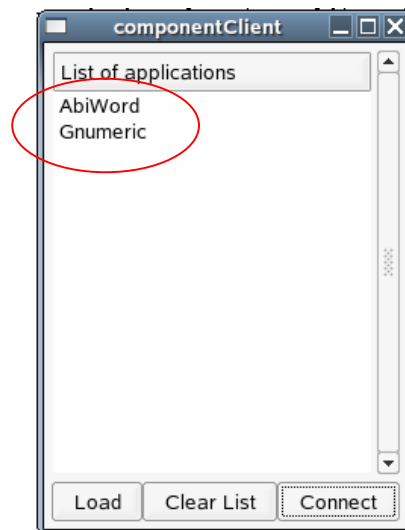 componentClient
List of applications
AbiWord
Gnumeric
Load Clear List Connect